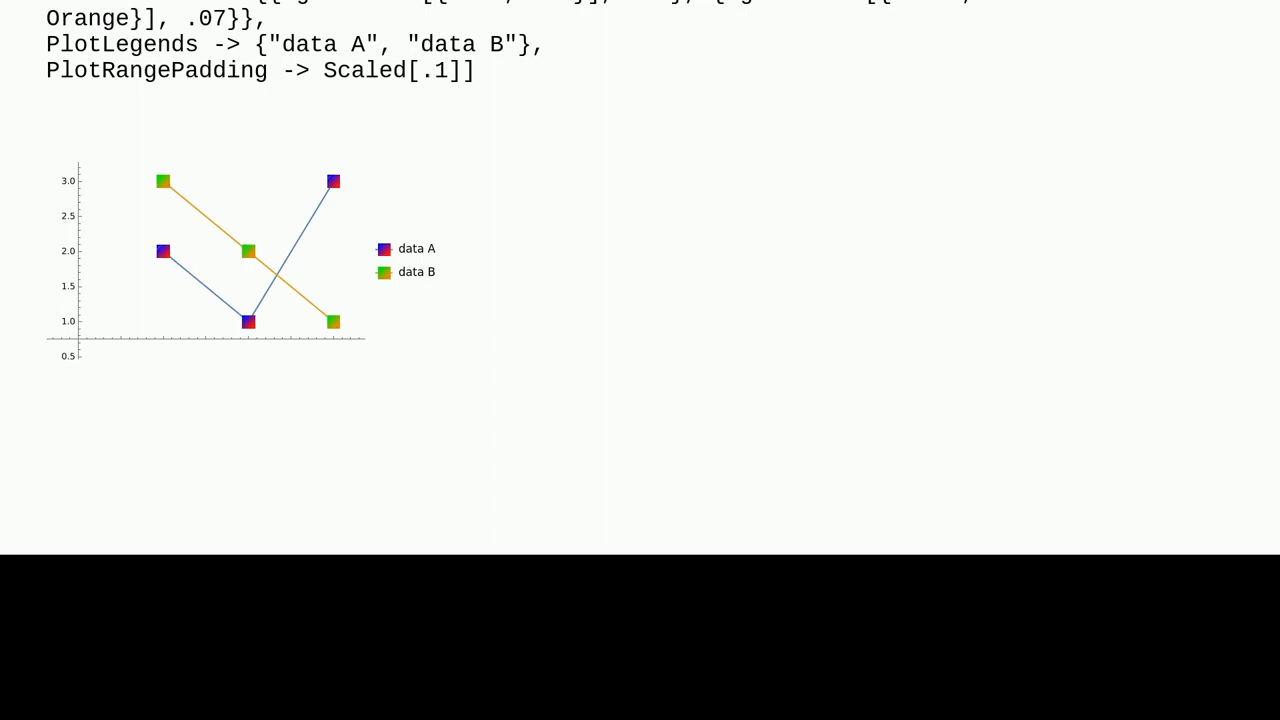 Orange}], .07}},
PlotLegends -> {"data A", "data B"},
PlotRangePadding -> Scaled[.1]]
3.0
2.5
2.0
1.5
1.0
0.5
data A
data B